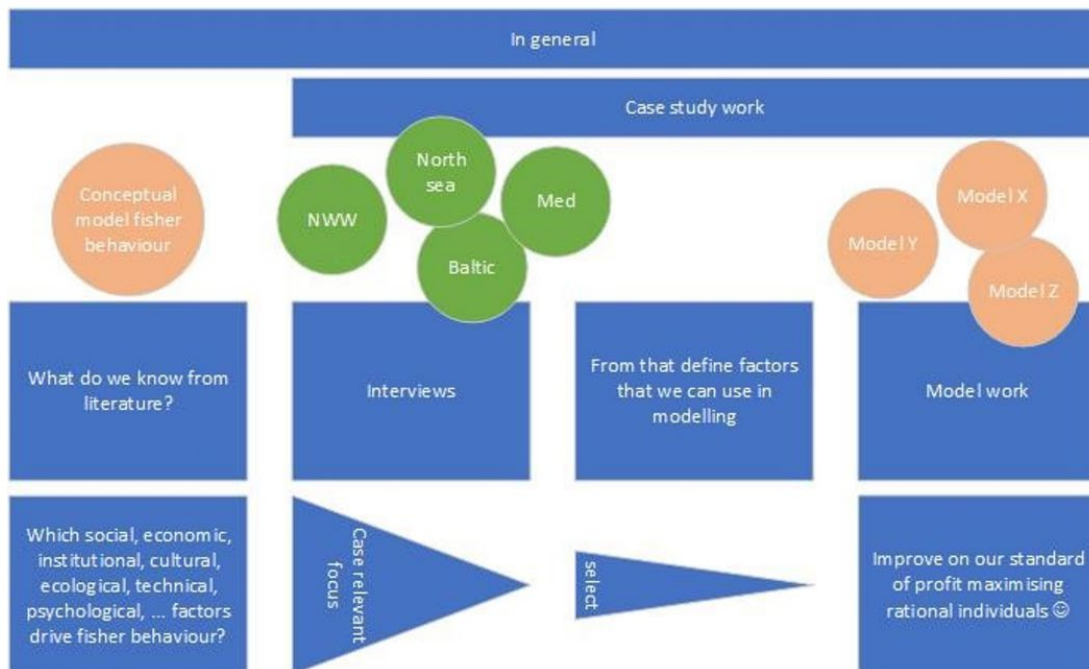 In general
Case study work
Conceptual
model fisher
behaviour
NWW
North
sea
Med
Baltic
Model X
Model Y
Model Z
What do we know from
literature?
Interviews
From that define factors
that we can use in
modelling
Model work
Which social, economic,
institutional, cultural,
ecological, technical,
psychological, ... factors
drive fisher behaviour?
Case relevant
focus
select
Improve on our standard
of profit maximising
rational individuals ☺